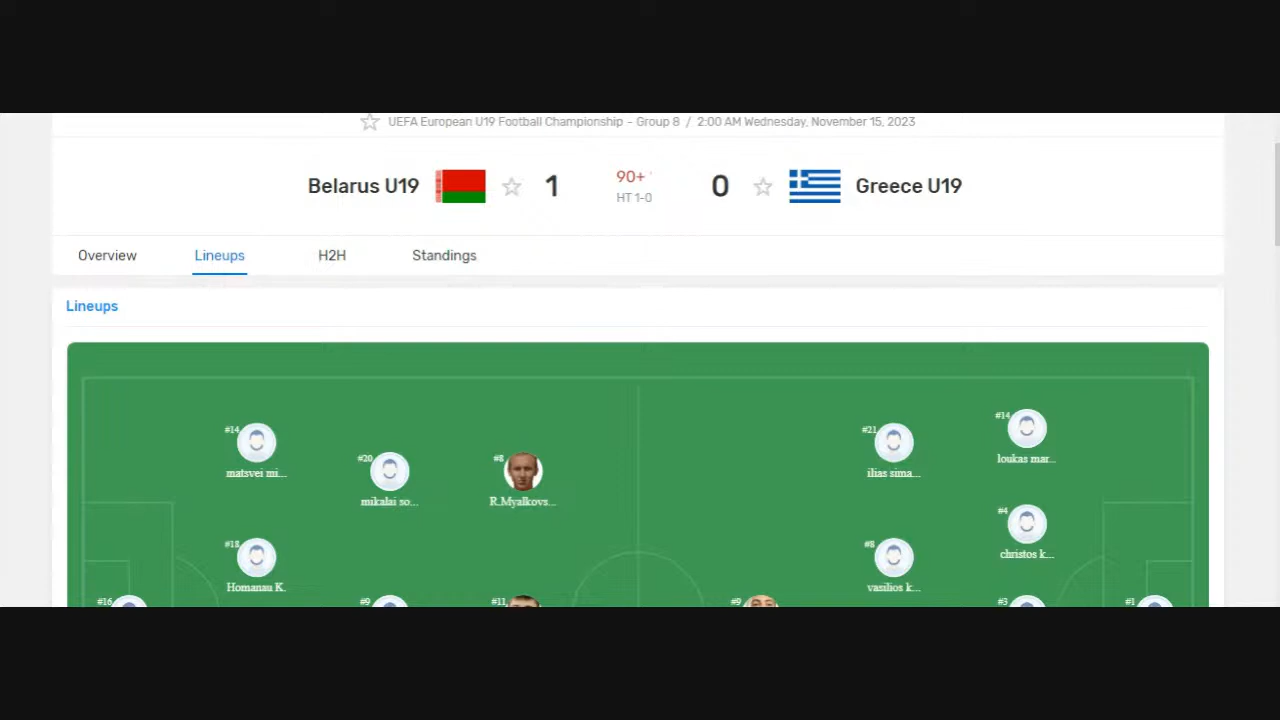 UEFA European U19 Football Championship - Group 8 / 2:00 AM Wednesday, November 15, 2023
Belarus U19 1 90+ ' 0 Greece U19
HT 1-0
Overview Lineups H2H Standings
Lineups
#14 matsvei mi...
#20 mikalai so...
#8 R.Myalkovs...
#21 ilias sima...
#14 loukas mar...
#18 Homanau K.
#8 vasilios k...
#4 christos k...
#16
#9
#11
#9
#3
#1